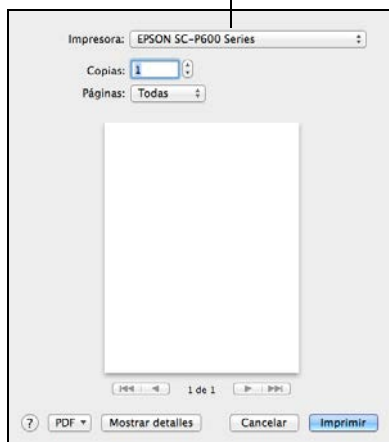 Impresora: EPSON SC-P600 Series
Copias: 1
Páginas: Todas
1 de 1
? PDF Mostrar detalles Cancelar Imprimir